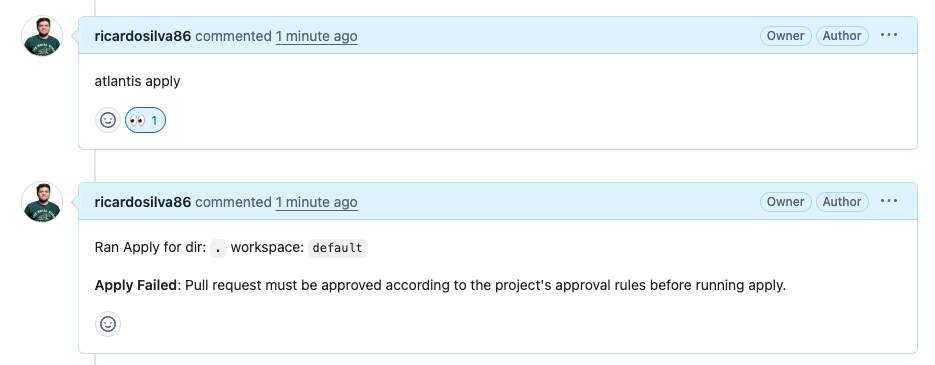 ricardosilva86 commented 1 minute ago Owner Author ...
atlantis apply
👀 1
ricardosilva86 commented 1 minute ago Owner Author ...
Ran Apply for dir: . workspace: default
Apply Failed: Pull request must be approved according to the project's approval rules before running apply.